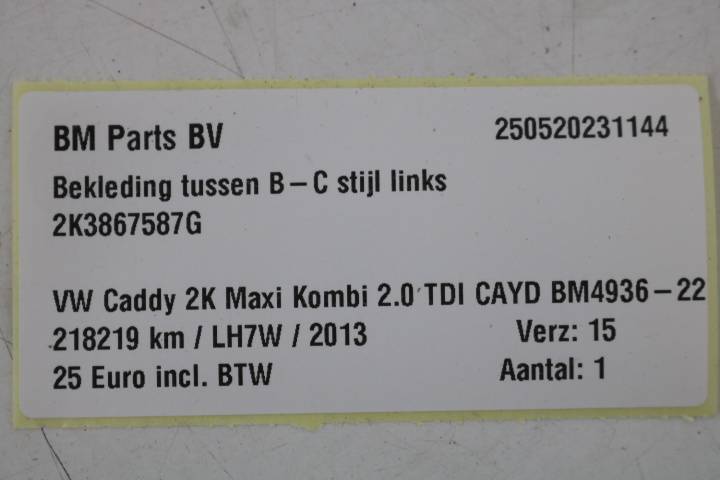 BM Parts BV 250520231144
Bekleding tussen B–C stijl links
2K3867587G
VW Caddy 2K Maxi Kombi 2.0 TDI CAYD BM4936–22
218219 km / LH7W / 2013 Verz: 15
25 Euro incl. BTW Aantal: 1